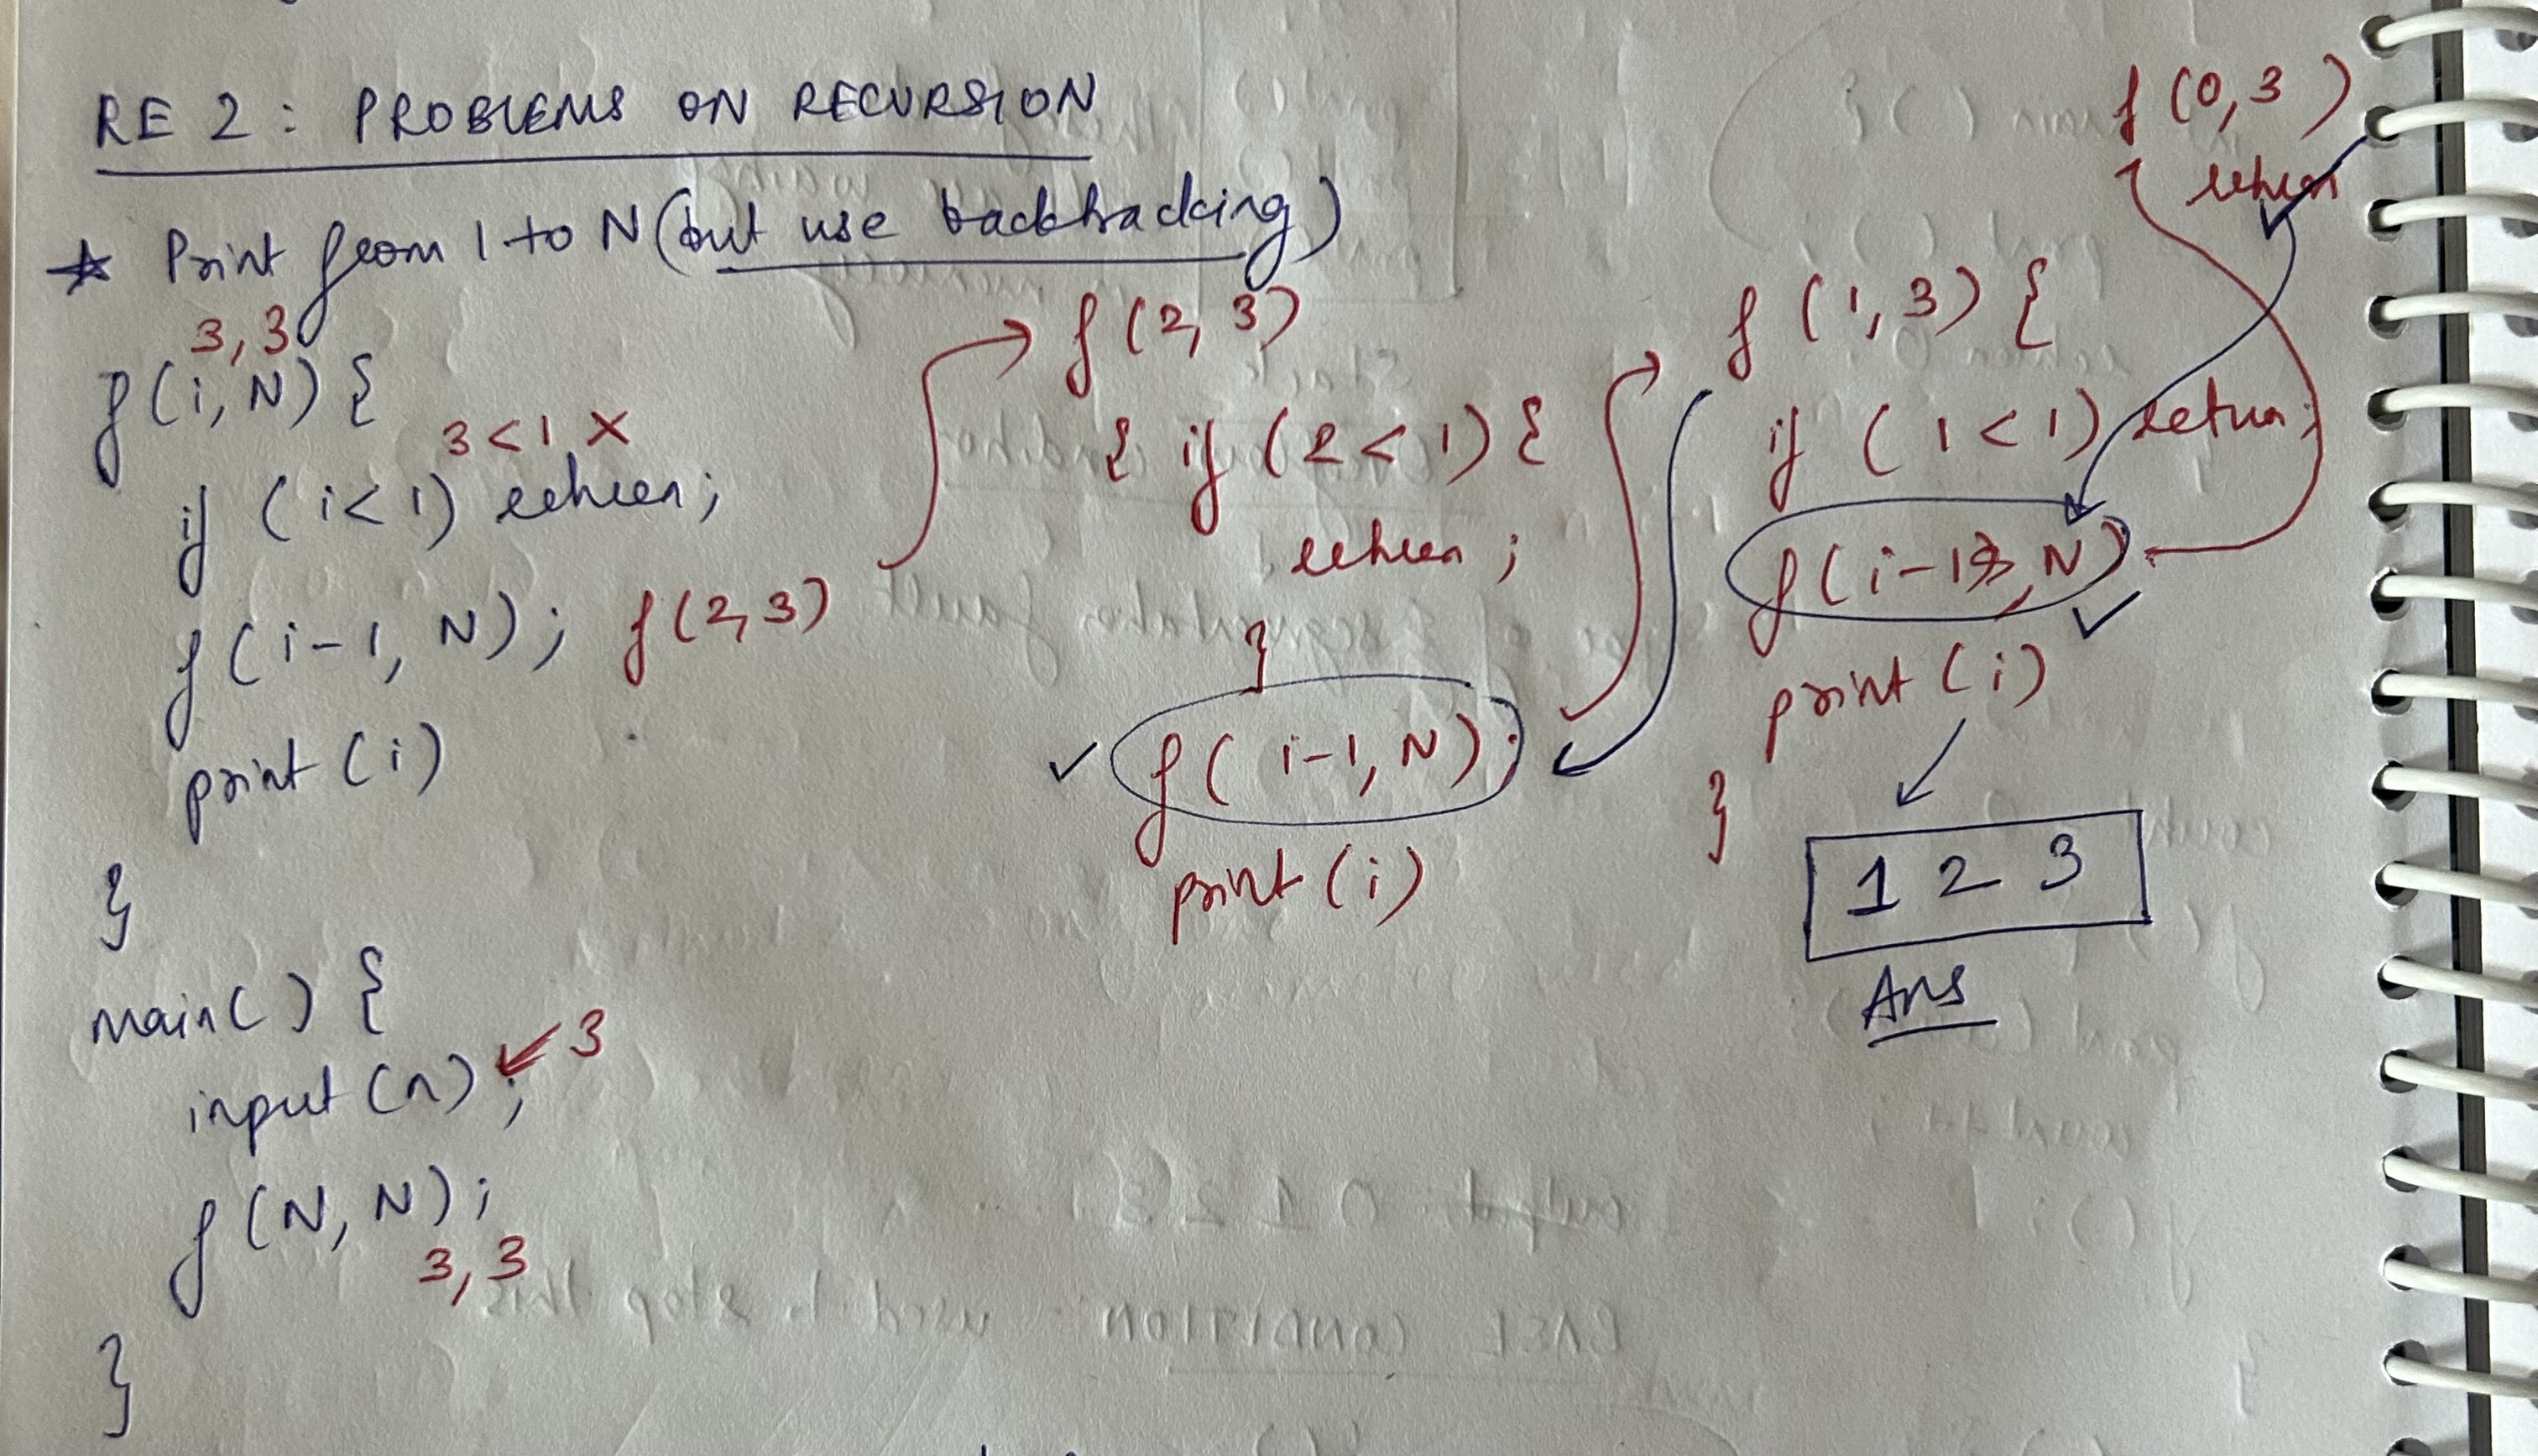 RE 2 : PROBLEMS ON RECURSION
* Print from 1 to N (but use backtracking)
3, 3
f(i, N) {
3 < 1 ×
if (i < 1) return;
f(i-1, N); f(2, 3)
print (i)
}
main( ) {
input (n); 3
f (N, N);
3, 3
}
f (2, 3)
{ if (2 < 1) {
return ;
}
✓ f( i-1, N);
print (i)
f (1, 3) {
if (1 < 1) return;
f(i-1, N) ✓
print (i)
}
1 2 3
Ans
f (0, 3)
return